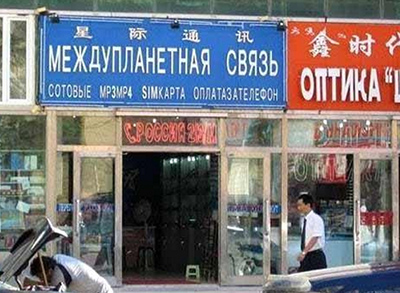 星际通讯
МЕЖДУПЛАНЕТНАЯ СВЯЗЬ
СОТОВЫЕ MP3MP4 SIMКАРТА ОПЛАТАЗАТЕЛЕФОН
鑫时代
ОПТИКА "Ц